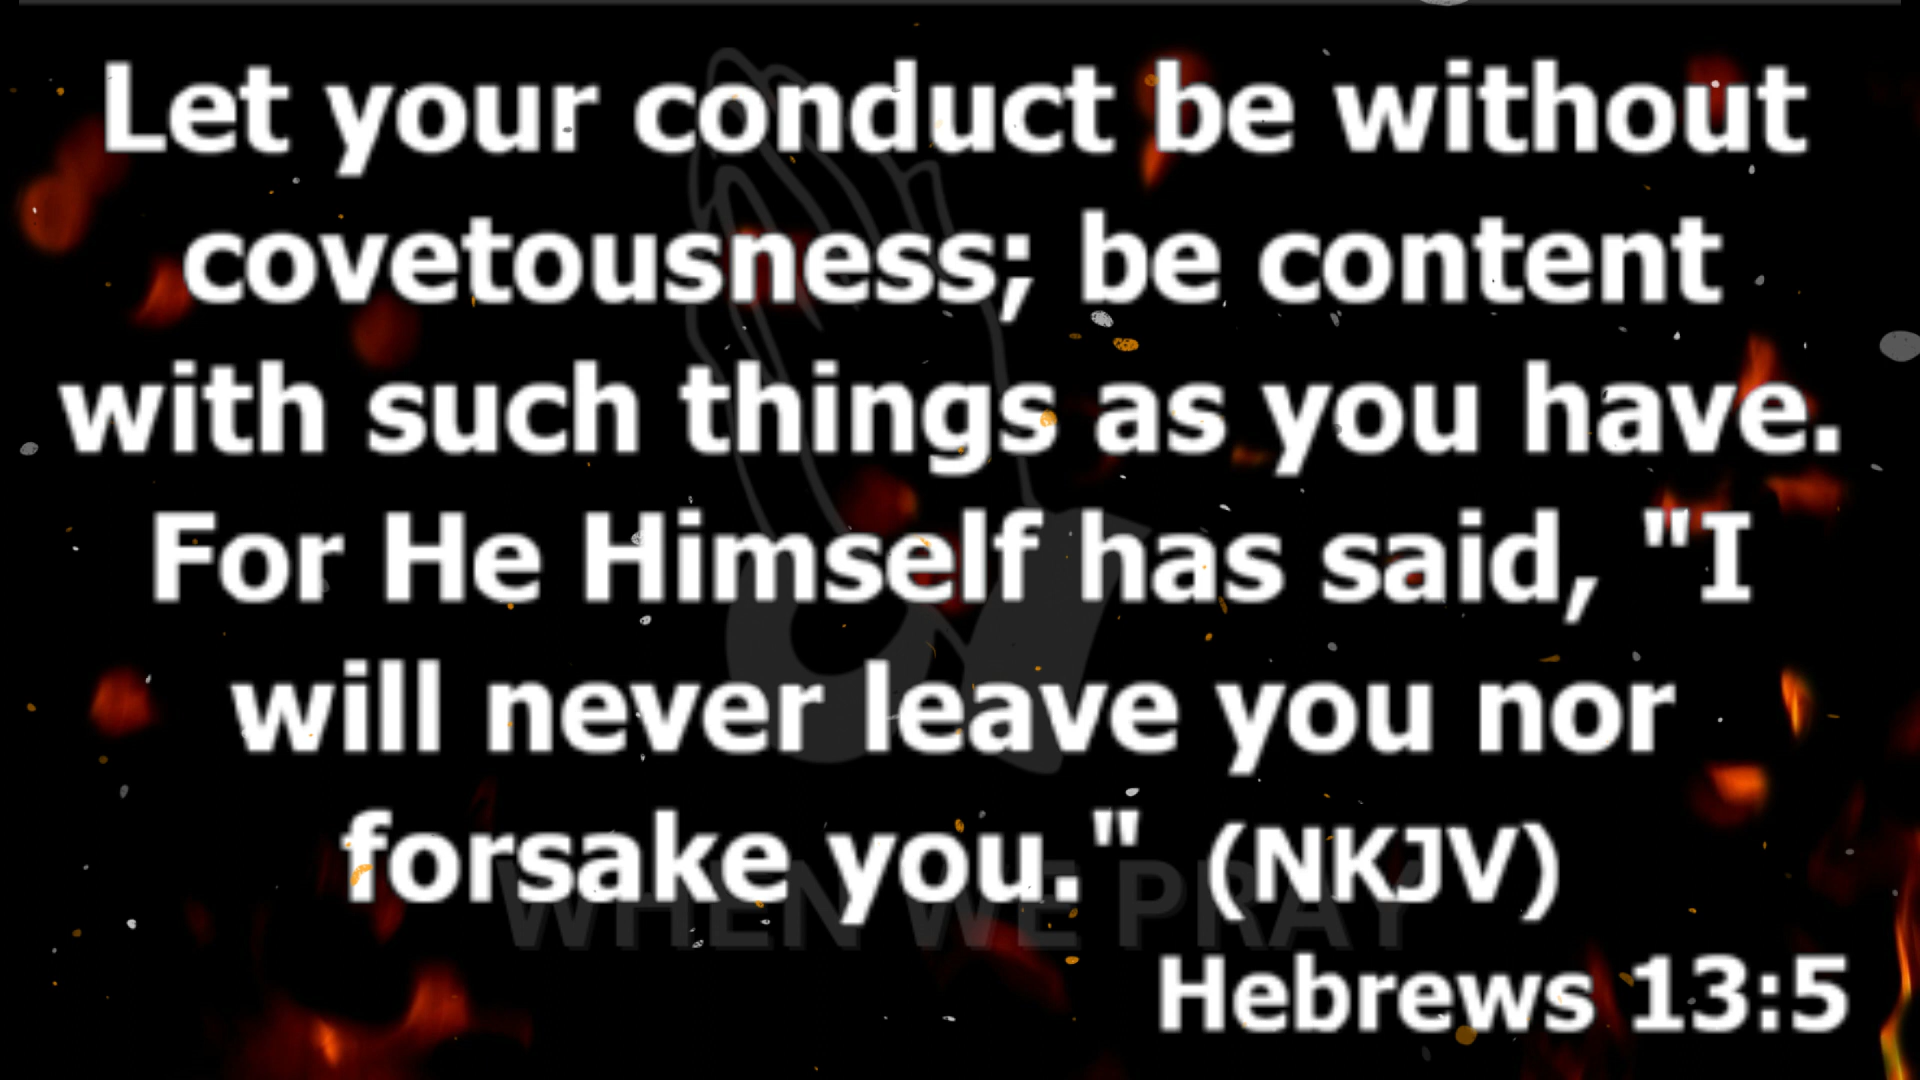 Let your conduct be without
covetousness; be content
with such things as you have.
For He Himself has said, "I
will never leave you nor
forsake you." (NKJV)
WHEN WE PRAY
Hebrews 13:5